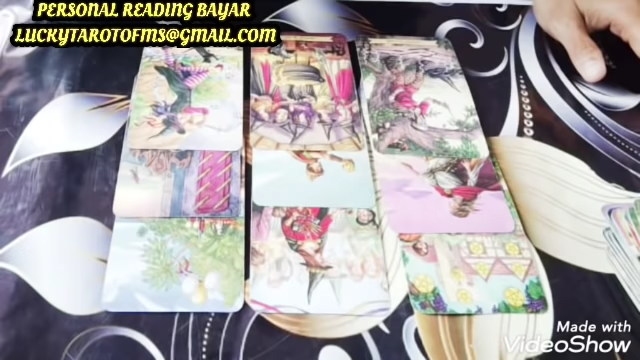 PERSONAL READING BAYAR
LUCKYTAROTOFMS@GMAIL.COM
Made with
VideoShow